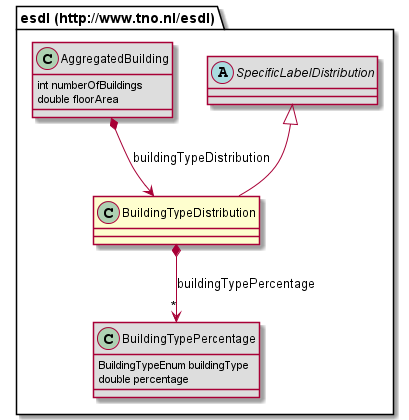 esdl (http://www.tno.nl/esdl)
C AggregatedBuilding
int numberOfBuildings
double floorArea
A SpecificLabelDistribution
buildingTypeDistribution
C BuildingTypeDistribution
buildingTypePercentage
*
C BuildingTypePercentage
BuildingTypeEnum buildingType
double percentage